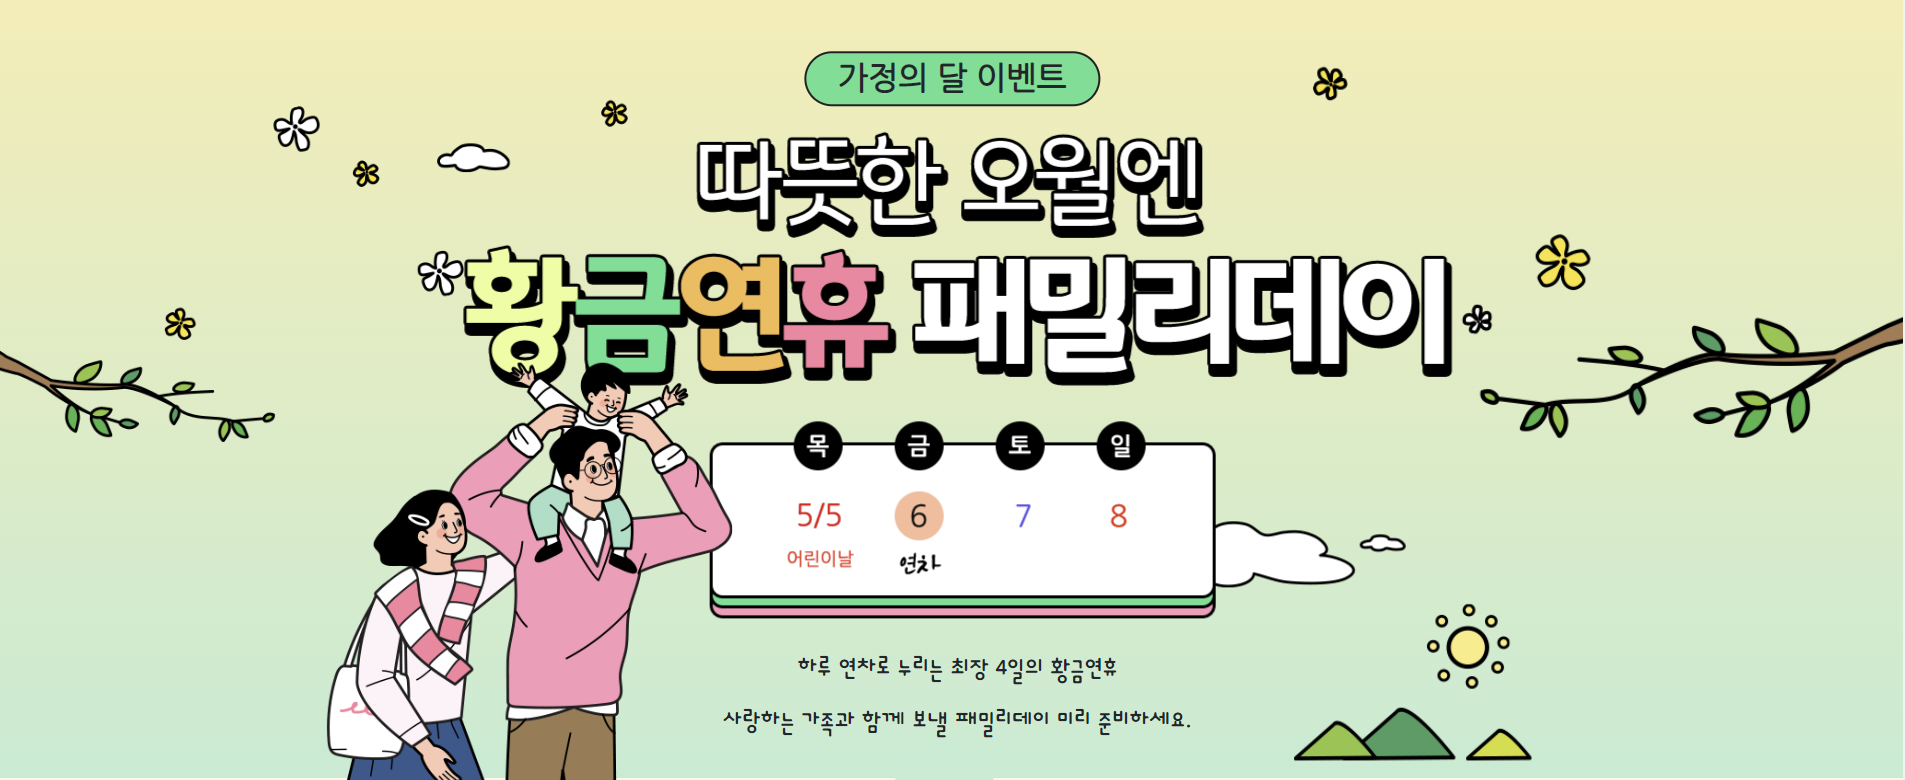 가정의 달 이벤트
따뜻한 오월엔
황금연휴 패밀리데이
목 금 토 일
5/5 6 7 8
어린이날 연차
하루 연차로 누리는 최장 4일의 황금연휴
사랑하는 가족과 함께 보낼 패밀리데이 미리 준비하세요.